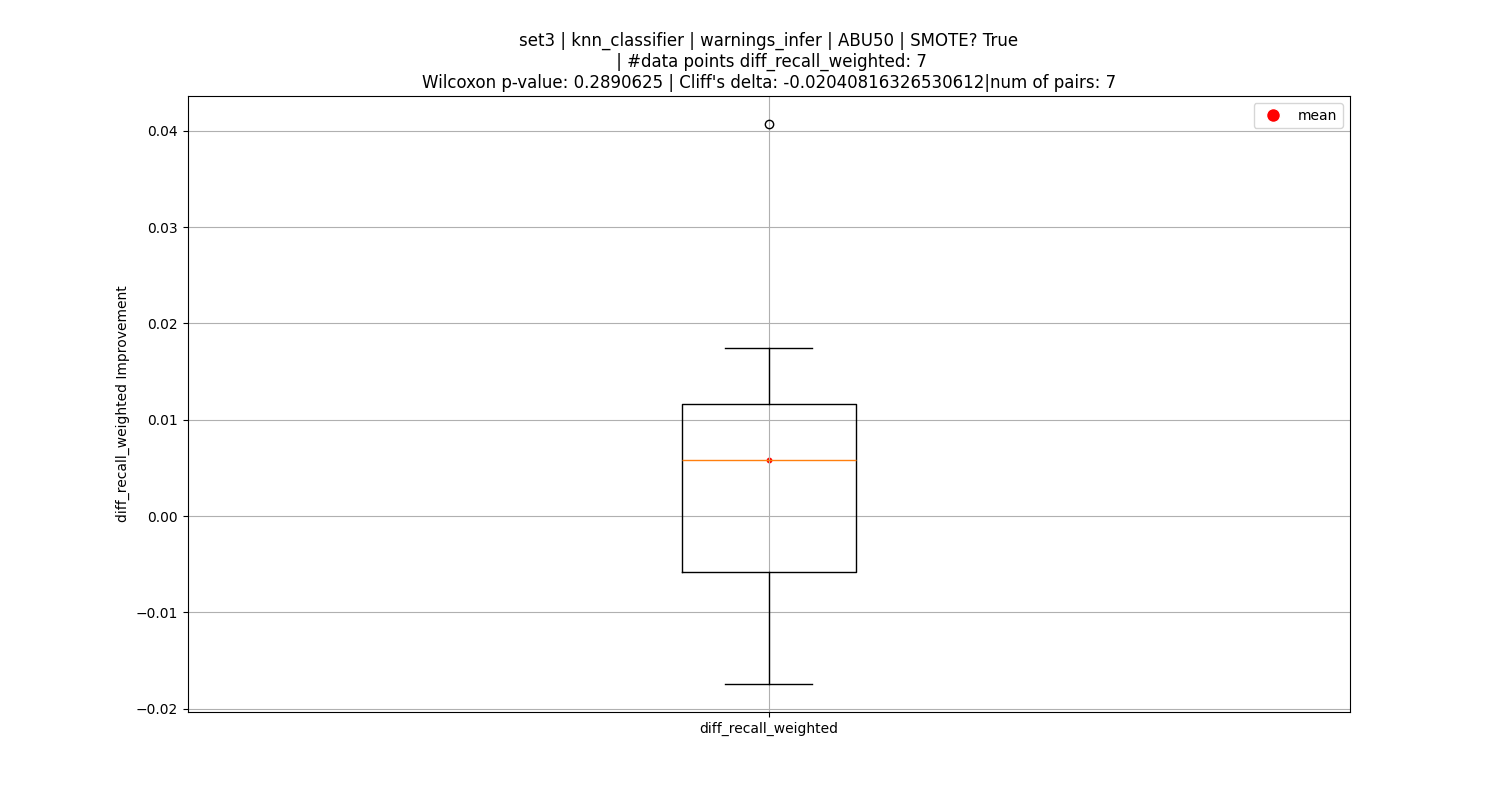 set3 | knn_classifier | warnings_infer | ABU50 | SMOTE? True
| #data points diff_recall_weighted: 7
Wilcoxon p-value: 0.2890625 | Cliff's delta: -0.02040816326530612|num of pairs: 7
mean
0.04
0.03
0.02
0.01
0.00
−0.01
−0.02
diff_recall_weighted Improvement
diff_recall_weighted